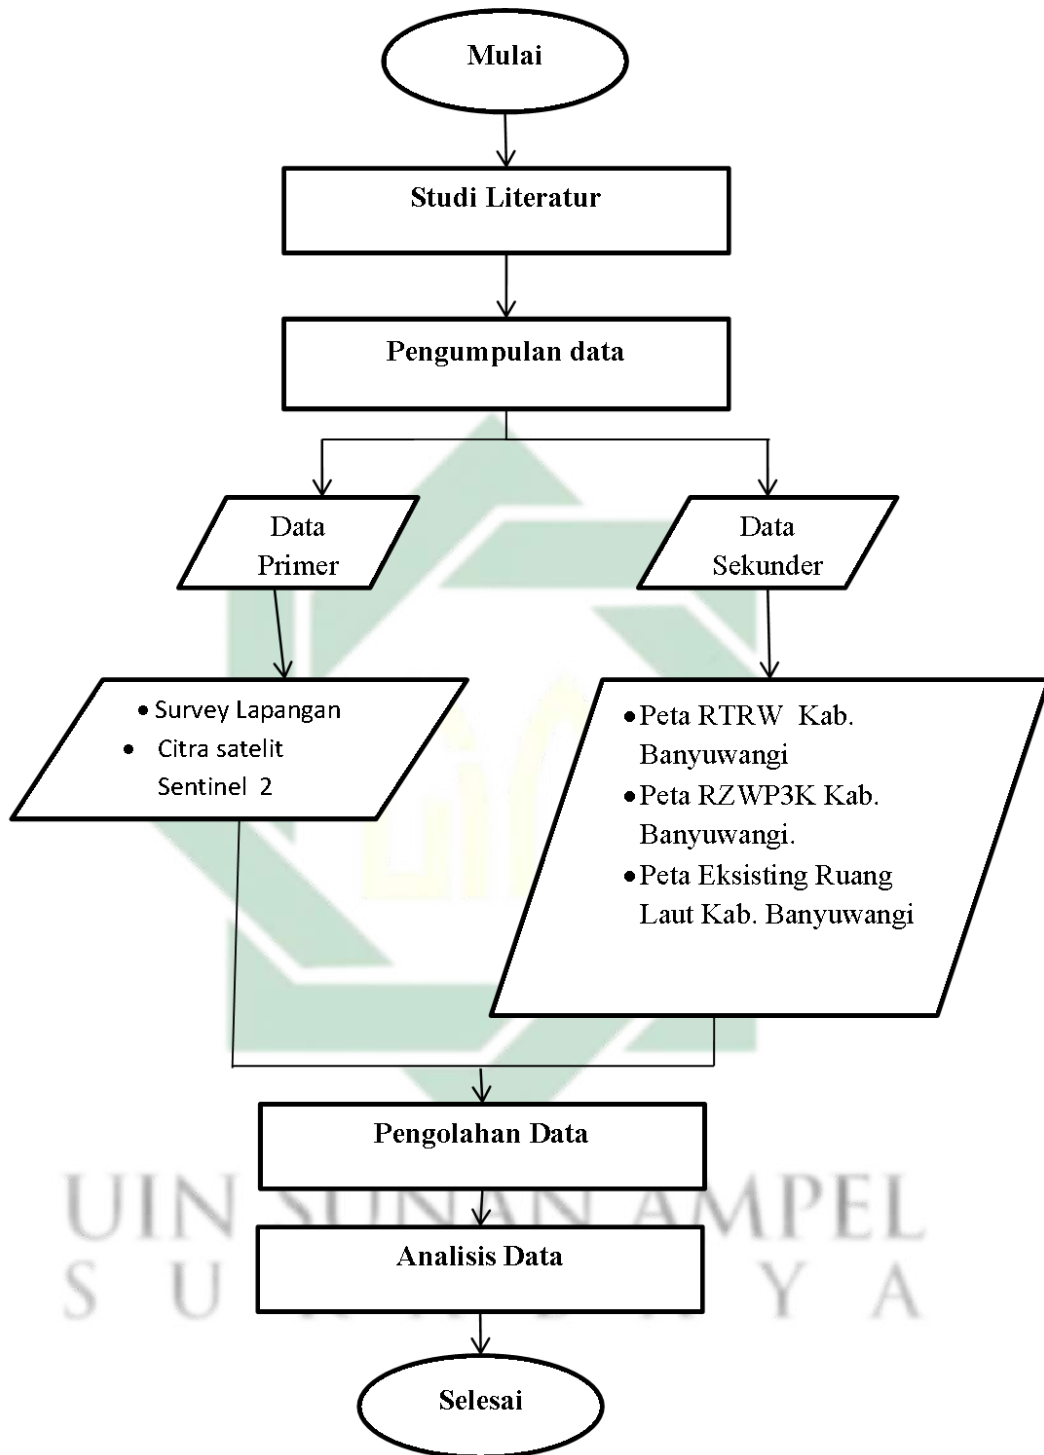 Mulai
Studi Literatur
Pengumpulan data
Data
Primer
Data
Sekunder
• Survey Lapangan
• Citra satelit
Sentinel 2
• Peta RTRW Kab.
Banyuwangi
• Peta RZWP3K Kab.
Banyuwangi.
• Peta Eksisting Ruang
Laut Kab. Banyuwangi
Pengolahan Data
UIN SUNAN AMPEL
Analisis Data
S U R A B A Y A
Selesai